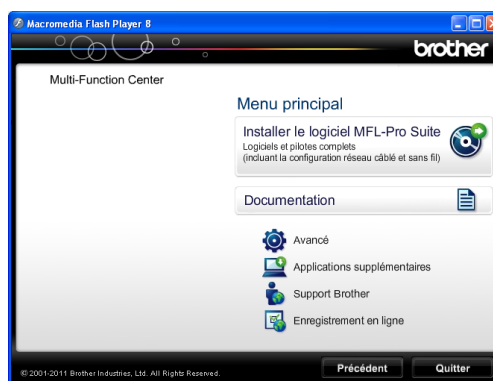 Macromedia Flash Player 8
brother
Multi-Function Center
Menu principal
Installer le logiciel MFL-Pro Suite
Logiciels et pilotes complets
(incluant la configuration réseau câblé et sans fil)
Documentation
Avancé
Applications supplémentaires
Support Brother
Enregistrement en ligne
© 2001-2011 Brother Industries, Ltd. All Rights Reserved.
Précédent
Quitter